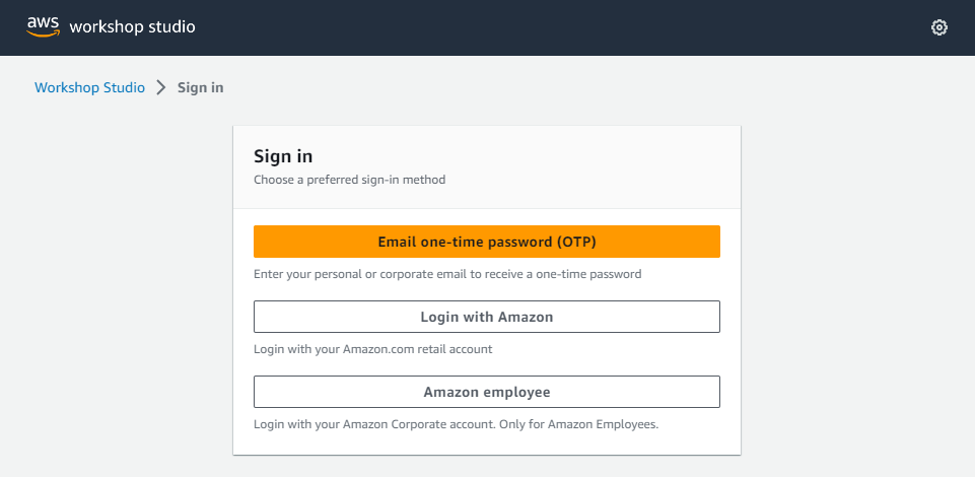 aws workshop studio
Workshop Studio > Sign in
Sign in
Choose a preferred sign-in method
Email one-time password (OTP)
Enter your personal or corporate email to receive a one-time password
Login with Amazon
Login with your Amazon.com retail account
Amazon employee
Login with your Amazon Corporate account. Only for Amazon Employees.